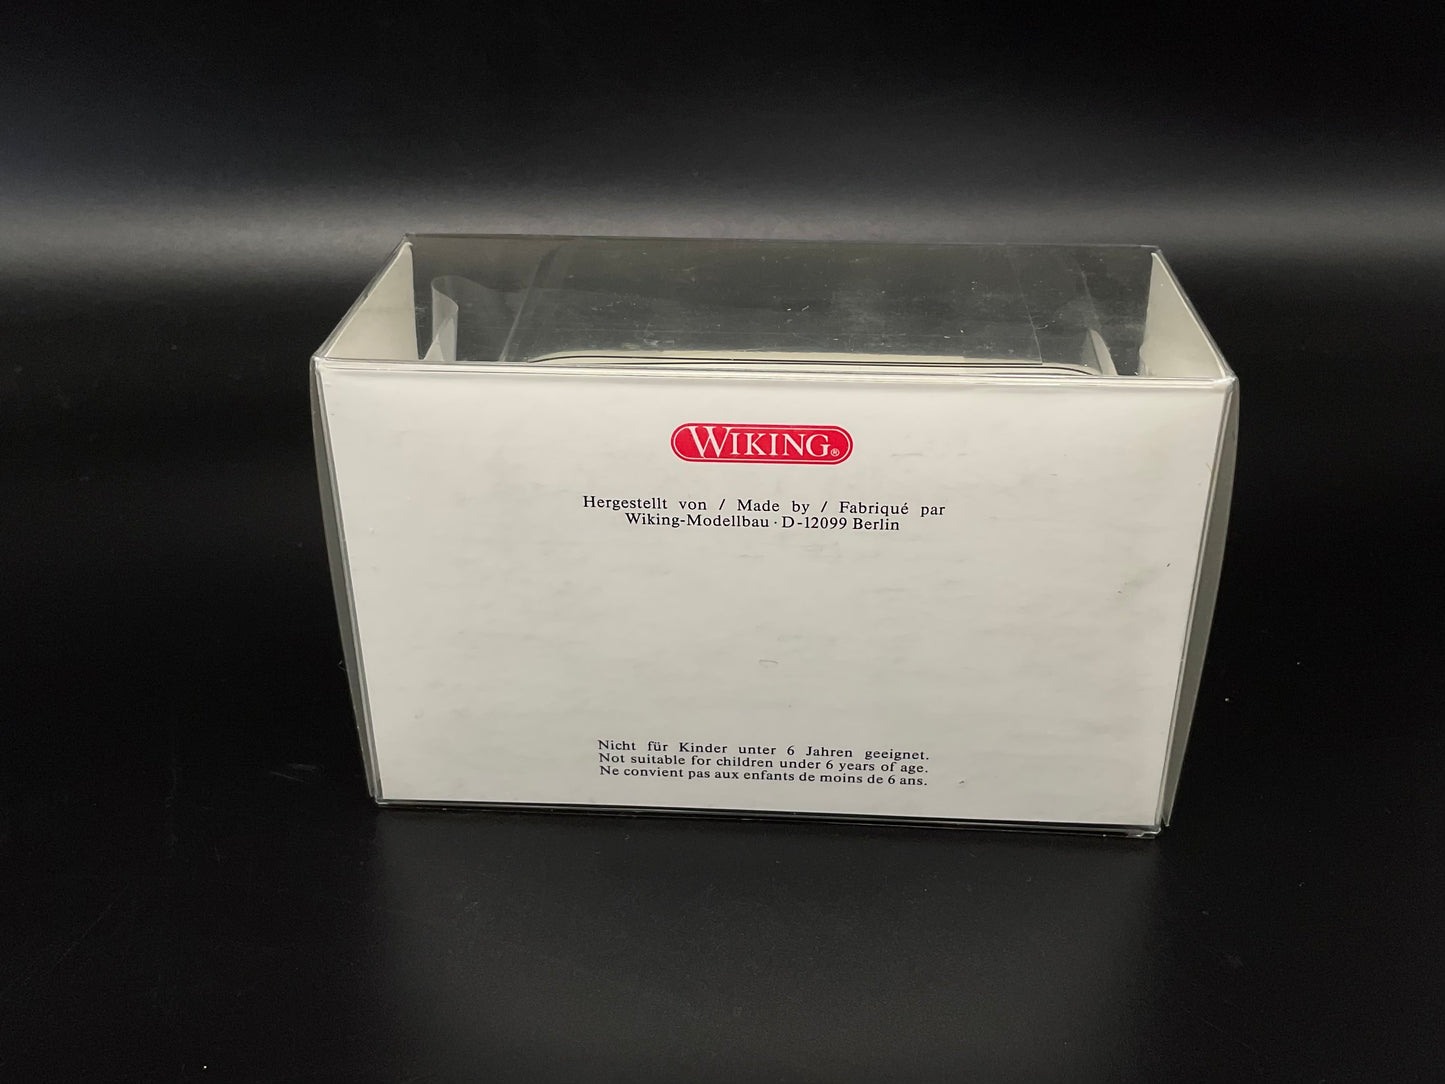 WIKING®
Hergestellt von / Made by / Fabriqué par
Wiking-Modellbau · D-12099 Berlin
Nicht für Kinder unter 6 Jahren geeignet.
Not suitable for children under 6 years of age.
Ne convient pas aux enfants de moins de 6 ans.